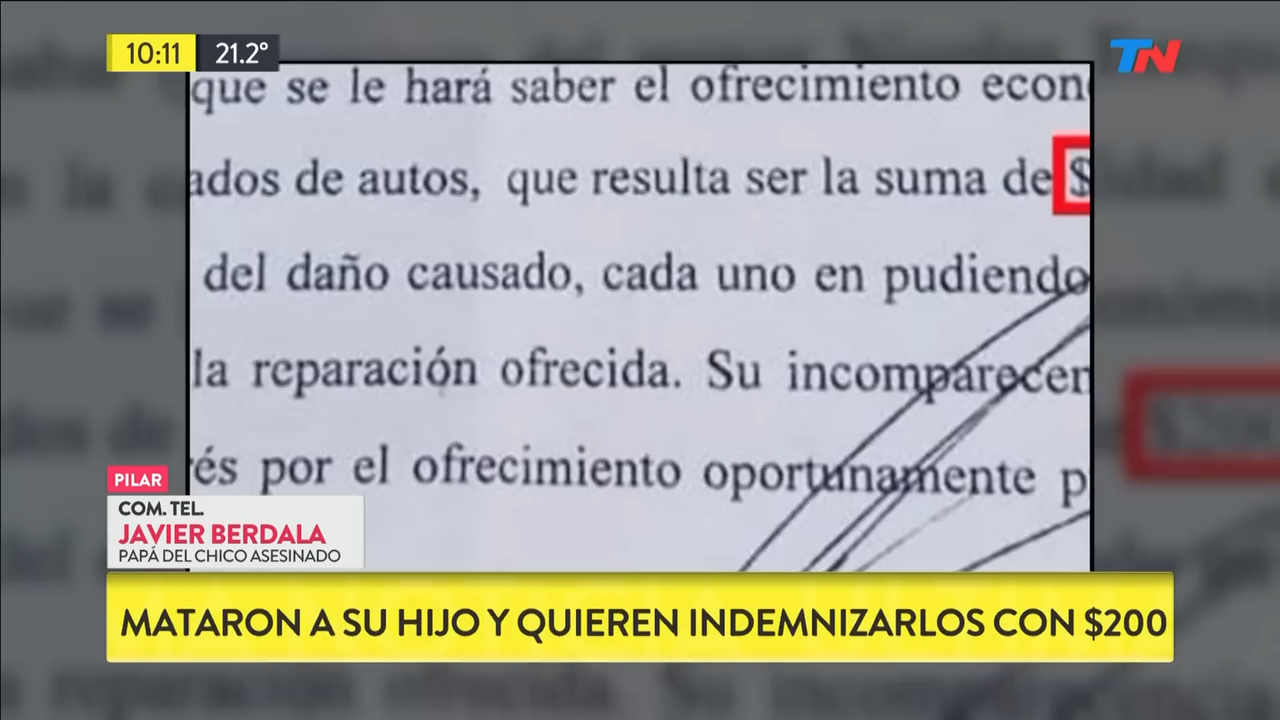 10:11 21.2°
TN
que se le hará saber el ofrecimiento econ
ados de autos, que resulta ser la suma de $
del daño causado, cada uno en pudiendo
la reparación ofrecida. Su incomparecen
és por el ofrecimiento oportunamente p
PILAR
COM. TEL.
JAVIER BERDALA
PAPÁ DEL CHICO ASESINADO
MATARON A SU HIJO Y QUIEREN INDEMNIZARLOS CON $200